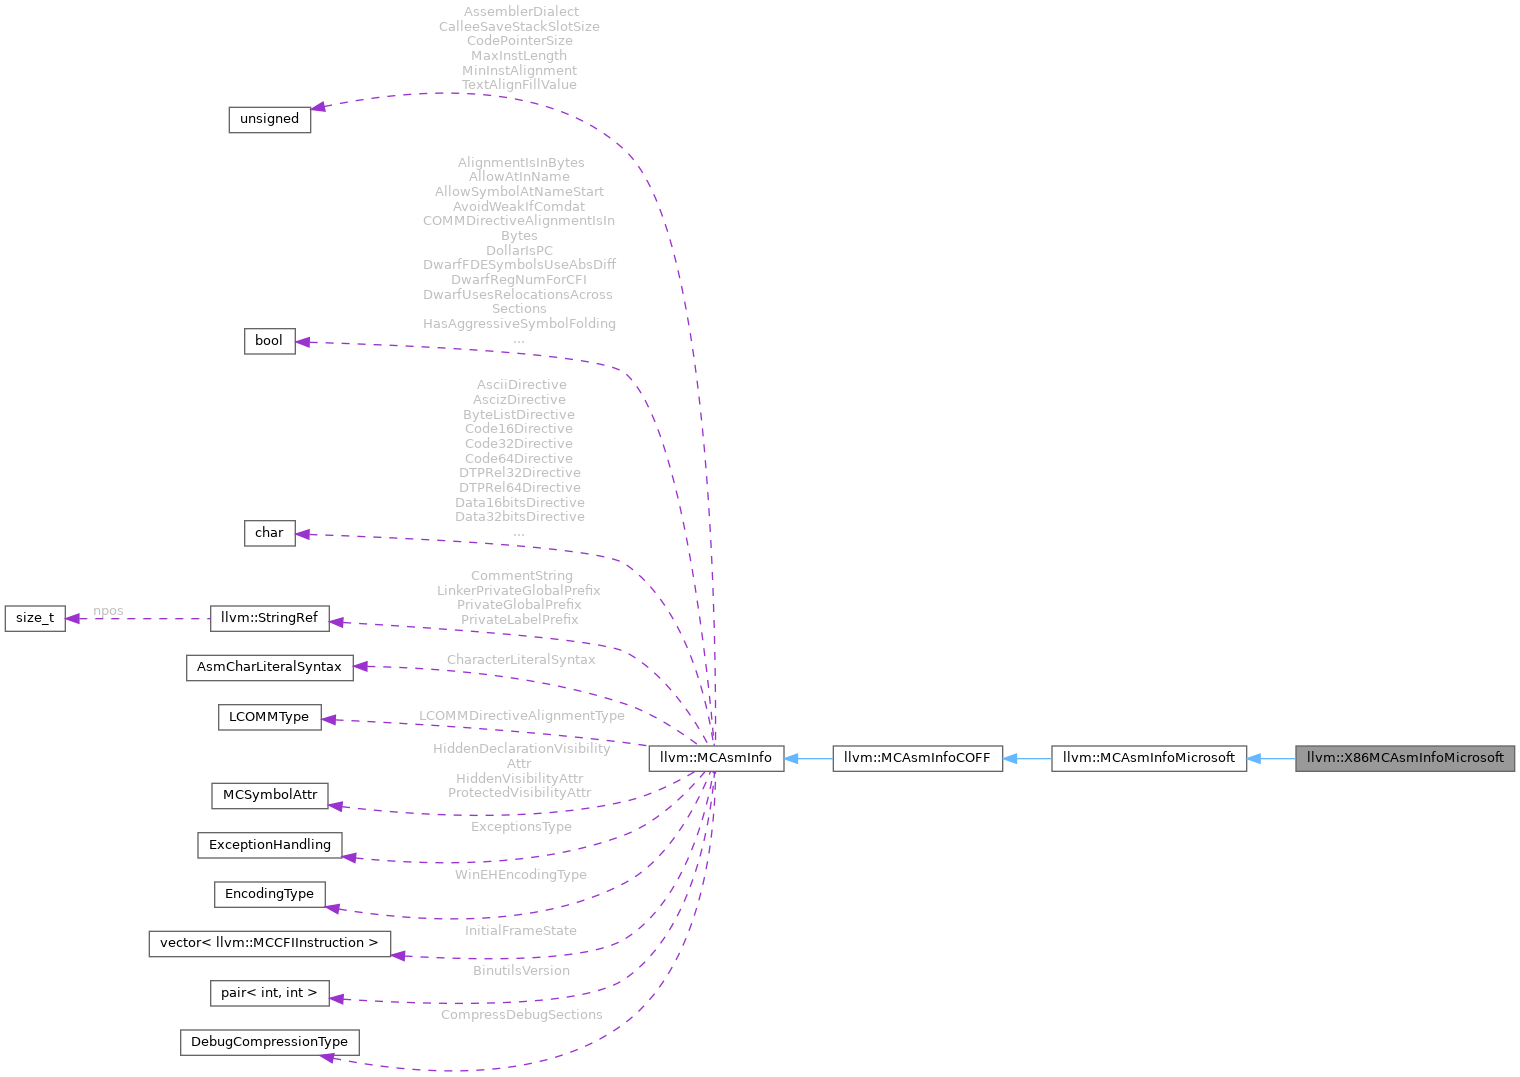 AssemblerDialect
CalleeSaveStackSlotSize
CodePointerSize
MaxInstLength
MinInstAlignment
TextAlignFillValue
unsigned
AlignmentIsInBytes
AllowAtInName
AllowSymbolAtNameStart
AvoidWeakIfComdat
COMMDirectiveAlignmentIsIn
Bytes
DollarIsPC
DwarfFDESymbolsUseAbsDiff
DwarfRegNumForCFI
DwarfUsesRelocationsAcross
Sections
HasAggressiveSymbolFolding
...
bool
AsciiDirective
AscizDirective
ByteListDirective
Code16Directive
Code32Directive
Code64Directive
DTPRel32Directive
DTPRel64Directive
Data16bitsDirective
Data32bitsDirective
...
char
CommentString
LinkerPrivateGlobalPrefix
PrivateGlobalPrefix
PrivateLabelPrefix
size_t
npos
llvm::StringRef
CharacterLiteralSyntax
AsmCharLiteralSyntax
LCOMMDirectiveAlignmentType
LCOMMType
HiddenDeclarationVisibility
Attr
HiddenVisibilityAttr
ProtectedVisibilityAttr
llvm::MCAsmInfo
llvm::MCAsmInfoCOFF
llvm::MCAsmInfoMicrosoft
llvm::X86MCAsmInfoMicrosoft
MCSymbolAttr
ExceptionsType
ExceptionHandling
WinEHEncodingType
EncodingType
InitialFrameState
vector< llvm::MCCFIInstruction >
BinutilsVersion
pair< int, int >
CompressDebugSections
DebugCompressionType